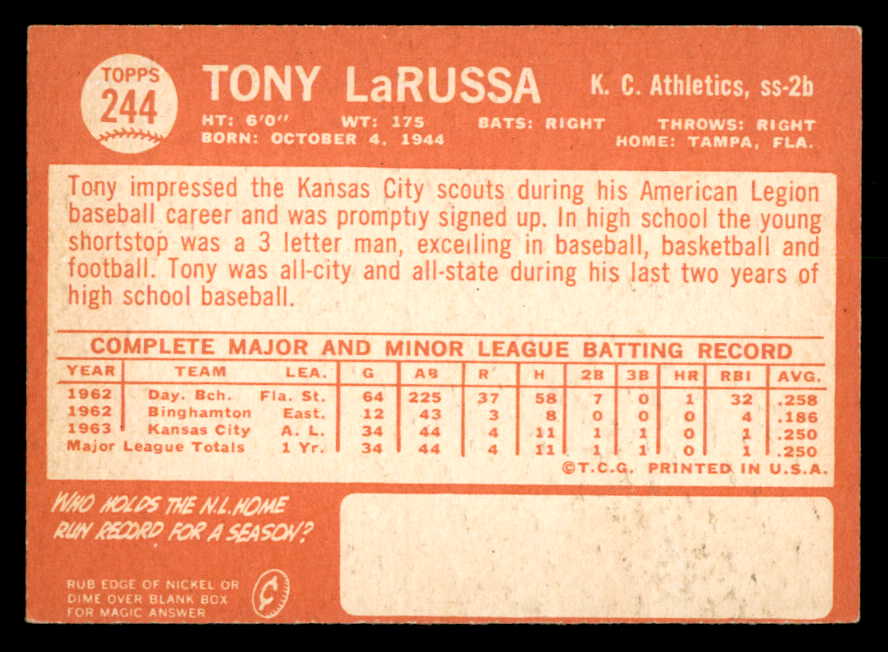 TOPPS
244
TONY LaRUSSA
K. C. Athletics, ss-2b
HT: 6'0" WT: 175 BATS: RIGHT THROWS: RIGHT
BORN: OCTOBER 4, 1944 HOME: TAMPA, FLA.
Tony impressed the Kansas City scouts during his American Legion
baseball career and was promptly signed up. In high school the young
shortstop was a 3 letter man, excelling in baseball, basketball and
football. Tony was all-city and all-state during his last two years of
high school baseball.
COMPLETE MAJOR AND MINOR LEAGUE BATTING RECORD
YEAR TEAM LEA. G AB R H 2B 3B HR RBI AVG.
1962 Day. Bch. Fla. St. 64 225 37 58 7 0 1 32 .258
1962 Binghamton East. 12 43 3 8 0 0 0 4 .186
1963 Kansas City A. L. 34 44 4 11 1 1 0 1 .250
Major League Totals 1 Yr. 34 44 4 11 1 1 0 1 .250
©T.C.G. PRINTED IN U.S.A.
WHO HOLDS THE N.L. HOME
RUN RECORD FOR A SEASON?
RUB EDGE OF NICKEL OR
DIME OVER BLANK BOX
FOR MAGIC ANSWER
¢